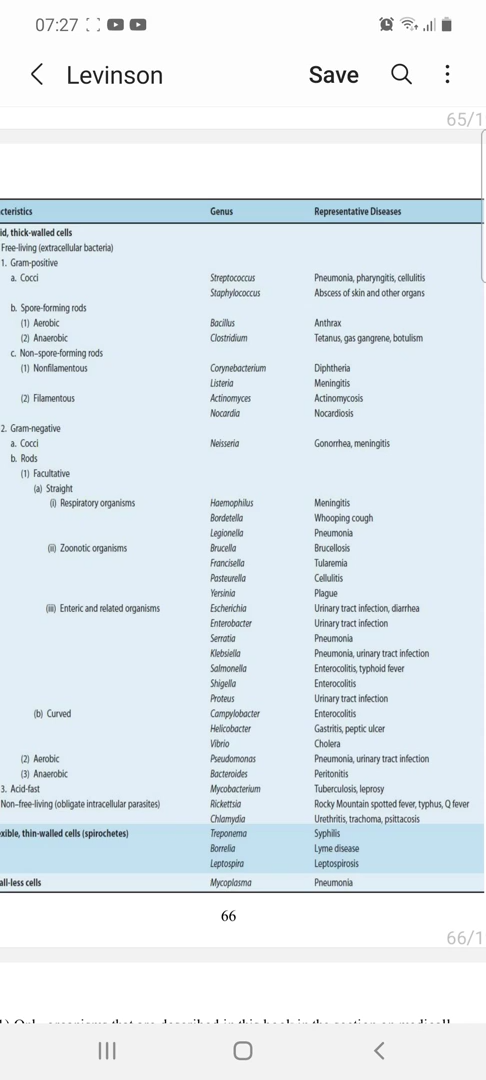 07:27
Levinson Save
65/1
cteristics Genus Representative Diseases
id, thick-walled cells
Free-living (extracellular bacteria)
1. Gram-positive
a. Cocci Streptococcus Pneumonia, pharyngitis, cellulitis
Staphylococcus Abscess of skin and other organs
b. Spore-forming rods
(1) Aerobic Bacillus Anthrax
(2) Anaerobic Clostridium Tetanus, gas gangrene, botulism
c. Non–spore-forming rods
(1) Nonfilamentous Corynebacterium Diphtheria
Listeria Meningitis
(2) Filamentous Actinomyces Actinomycosis
Nocardia Nocardiosis
2. Gram-negative
a. Cocci Neisseria Gonorrhea, meningitis
b. Rods
(1) Facultative
(a) Straight
(i) Respiratory organisms Haemophilus Meningitis
Bordetella Whooping cough
Legionella Pneumonia
(ii) Zoonotic organisms Brucella Brucellosis
Francisella Tularemia
Pasteurella Cellulitis
Yersinia Plague
(iii) Enteric and related organisms Escherichia Urinary tract infection, diarrhea
Enterobacter Urinary tract infection
Serratia Pneumonia
Klebsiella Pneumonia, urinary tract infection
Salmonella Enterocolitis, typhoid fever
Shigella Enterocolitis
Proteus Urinary tract infection
(b) Curved Campylobacter Enterocolitis
Helicobacter Gastritis, peptic ulcer
Vibrio Cholera
(2) Aerobic Pseudomonas Pneumonia, urinary tract infection
(3) Anaerobic Bacteroides Peritonitis
3. Acid-fast Mycobacterium Tuberculosis, leprosy
Non-free-living (obligate intracellular parasites) Rickettsia Rocky Mountain spotted fever, typhus, Q fever
Chlamydia Urethritis, trachoma, psittacosis
exible, thin-walled cells (spirochetes) Treponema Syphilis
Borrelia Lyme disease
Leptospira Leptospirosis
all-less cells Mycoplasma Pneumonia
66
66/1